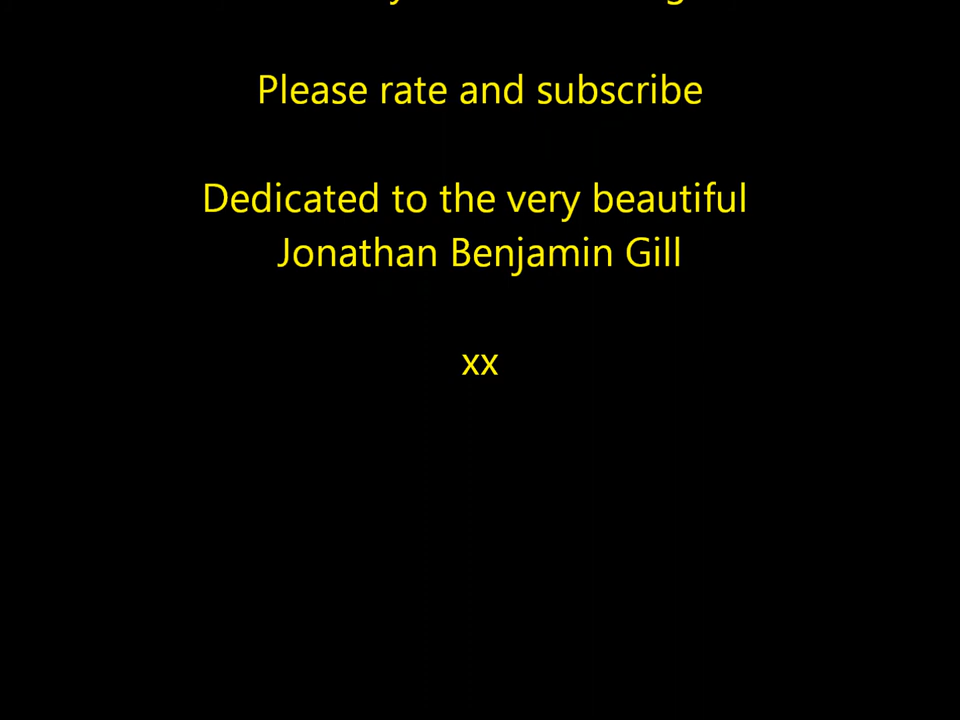 Please rate and subscribe
Dedicated to the very beautiful
Jonathan Benjamin Gill
xx